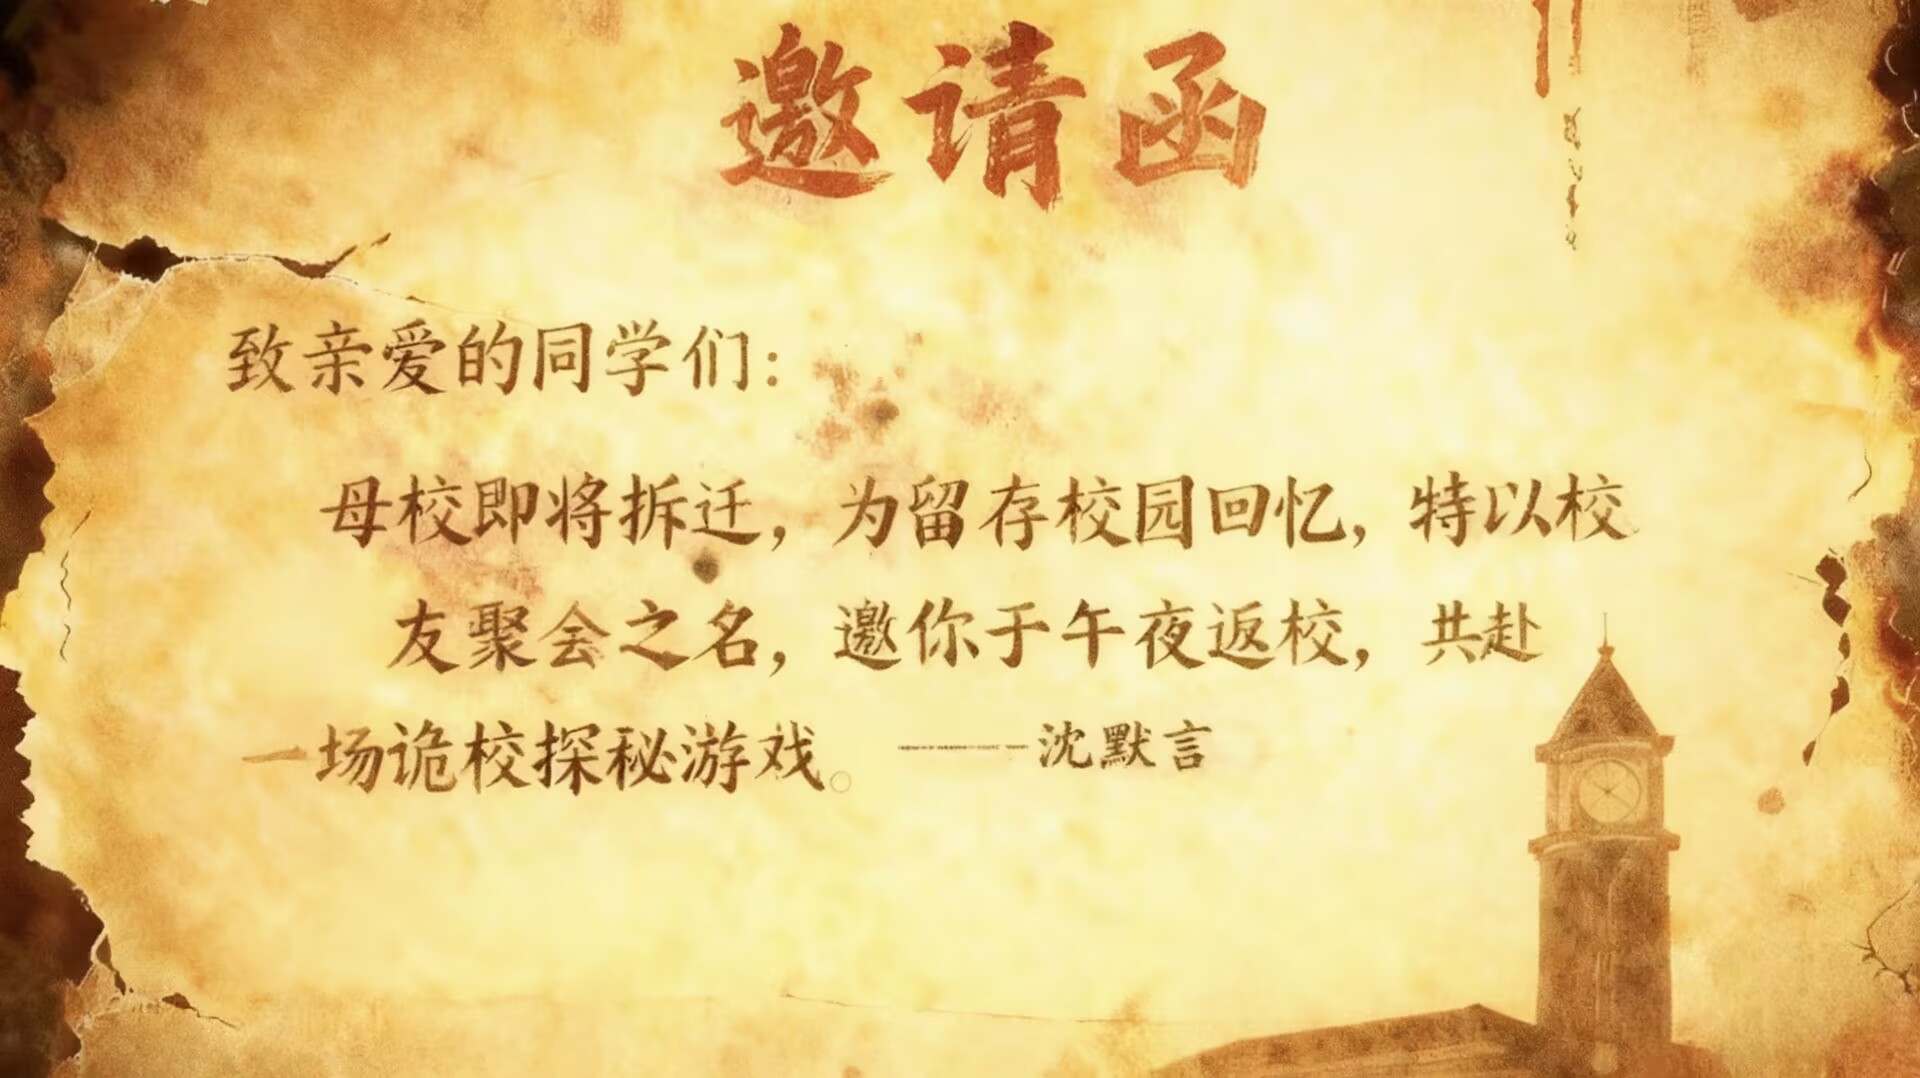 邀请函
致亲爱的同学们：
母校即将拆迁，为留存校园回忆，特以校
友聚会之名，邀你于午夜返校，共赴
一场诡校探秘游戏。——沈默言